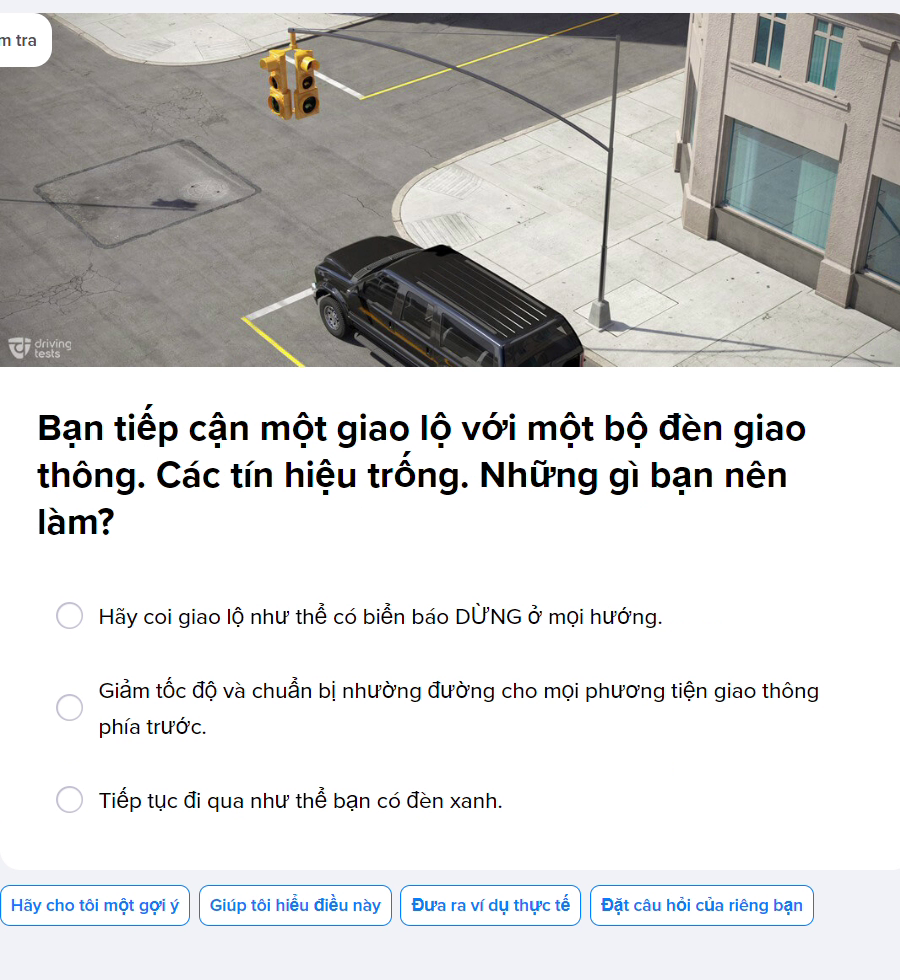 m tra
driving
tests
Bạn tiếp cận một giao lộ với một bộ đèn giao
thông. Các tín hiệu trống. Những gì bạn nên
làm?
Hãy coi giao lộ như thể có biển báo DỪNG ở mọi hướng.
Giảm tốc độ và chuẩn bị nhường đường cho mọi phương tiện giao thông
phía trước.
Tiếp tục đi qua như thể bạn có đèn xanh.
Hãy cho tôi một gợi ý
Giúp tôi hiểu điều này
Đưa ra ví dụ thực tế
Đặt câu hỏi của riêng bạn